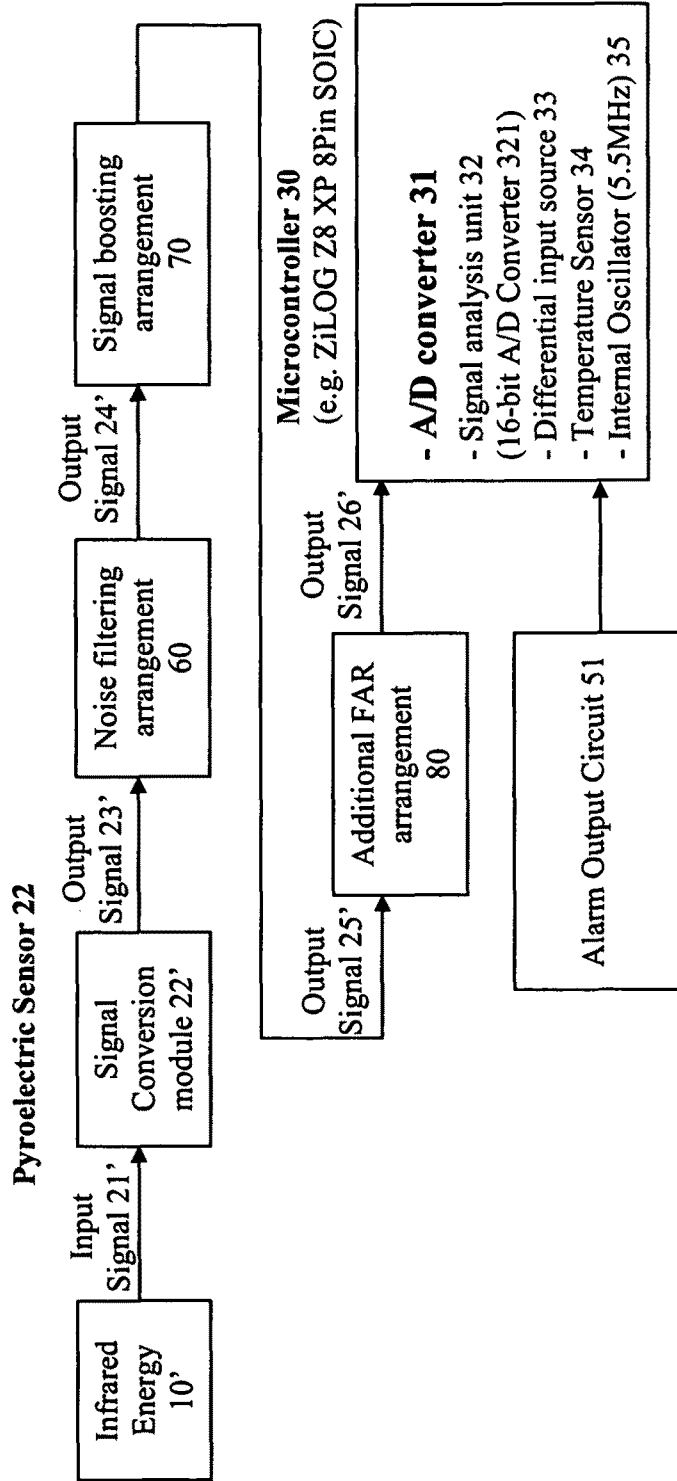 Pyroelectric Sensor 22
Infrared
Energy
10'
Input
Signal 21'
Signal
Conversion
module 22'
Output
Signal 23'
Noise filtering
arrangement
60
Output
Signal 24'
Signal boosting
arrangement
70
Output
Signal 25'
Additional FAR
arrangement
80
Output
Signal 26'
Microcontroller 30
(e.g. ZiLOG Z8 XP 8Pin SOIC)
- A/D converter 31
- Signal analysis unit 32
(16-bit A/D Converter 321)
- Differential input source 33
- Temperature Sensor 34
- Internal Oscillator (5.5MHz) 35
Alarm Output Circuit 51